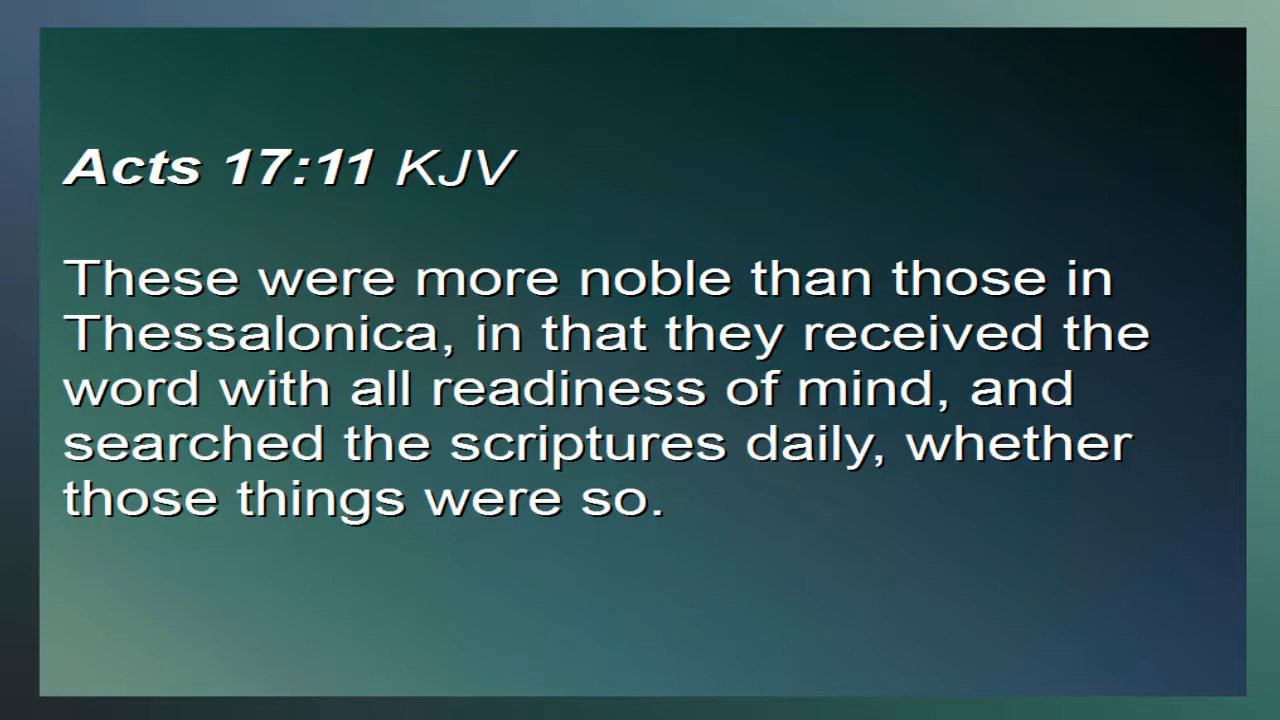 Acts 17:11 KJV
These were more noble than those in
Thessalonica, in that they received the
word with all readiness of mind, and
searched the scriptures daily, whether
those things were so.